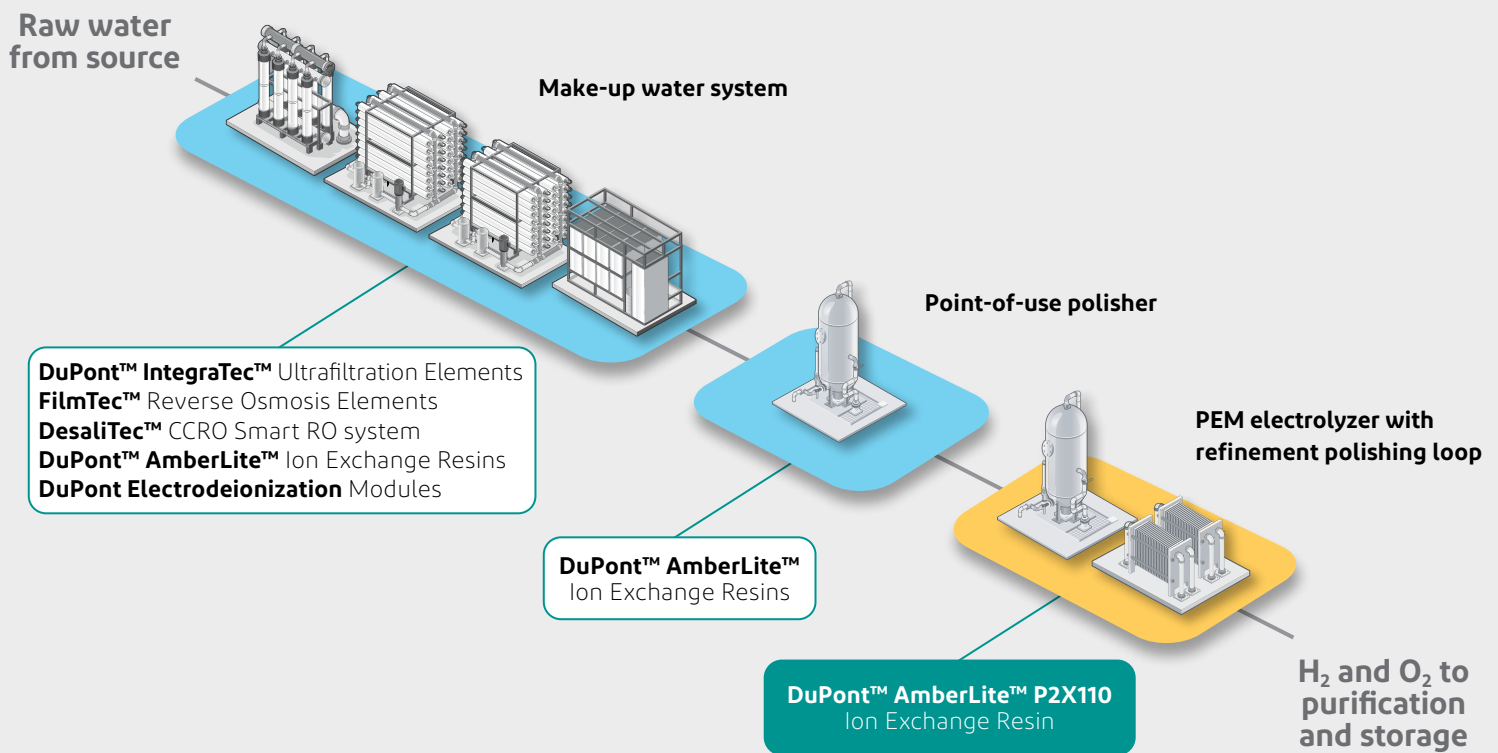 Raw water
from source
Make-up water system
DuPont™ IntegraTec™ Ultrafiltration Elements
FilmTec™ Reverse Osmosis Elements
DesaliTec™ CCRO Smart RO system
DuPont™ AmberLite™ Ion Exchange Resins
DuPont Electrodeionization Modules
Point-of-use polisher
DuPont™ AmberLite™
Ion Exchange Resins
PEM electrolyzer with
refinement polishing loop
DuPont™ AmberLite™ P2X110
Ion Exchange Resin
H₂ and O₂ to
purification
and storage